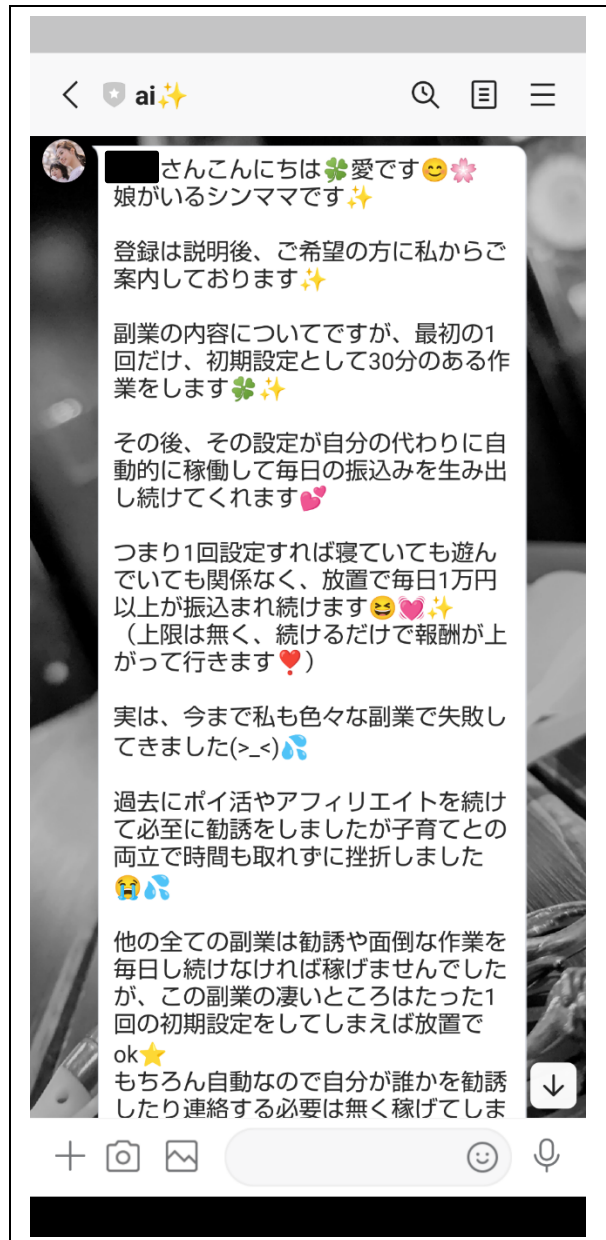 ai✨
さんこんにちは🍀愛です😊🌸
娘がいるシンママです✨
登録は説明後、ご希望の方に私からご
案内しております✨
副業の内容についてですが、最初の1
回だけ、初期設定として30分のある作
業をします🍀✨
その後、その設定が自分の代わりに自
動的に稼働して毎日の振込みを生み出
し続けてくれます💕
つまり1回設定すれば寝ていても遊ん
でいても関係なく、放置で毎日1万円
以上が振込まれ続けます😆💓✨
（上限は無く、続けるだけで報酬が上
がって行きます❣️）
実は、今まで私も色々な副業で失敗し
てきました(>_<)💦
過去にポイ活やアフィリエイトを続け
て必至に勧誘をしましたが子育てとの
両立で時間も取れずに挫折しました
😭💦
他の全ての副業は勧誘や面倒な作業を
毎日し続けなければ稼げませんでした
が、この副業の凄いところはたった1
回の初期設定をしてしまえば放置で
ok⭐
もちろん自動なので自分が誰かを勧誘
したり連絡する必要は無く稼げてしま